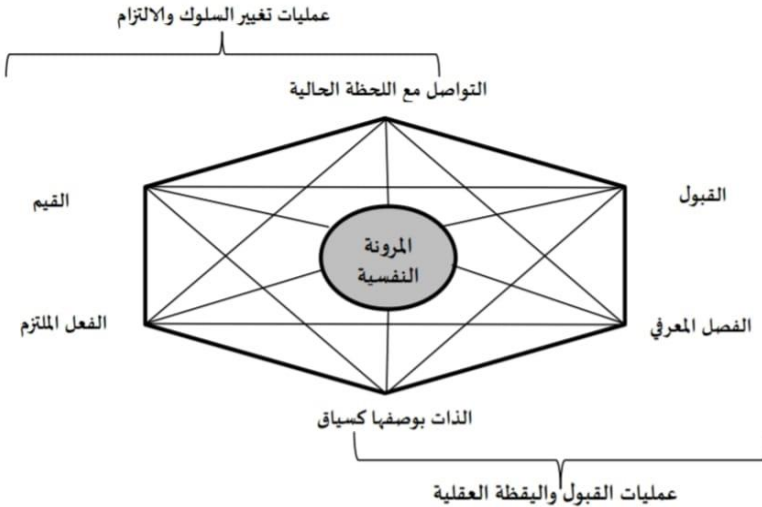 عمليات تغيير السلوك والالتزام
التواصل مع اللحظة الحالية
القبول
القيم
المرونة
النفسية
الفصل المعرفي
الفعل الملتزم
الذات بوصفها كسياق
عمليات القبول واليقظة العقلية